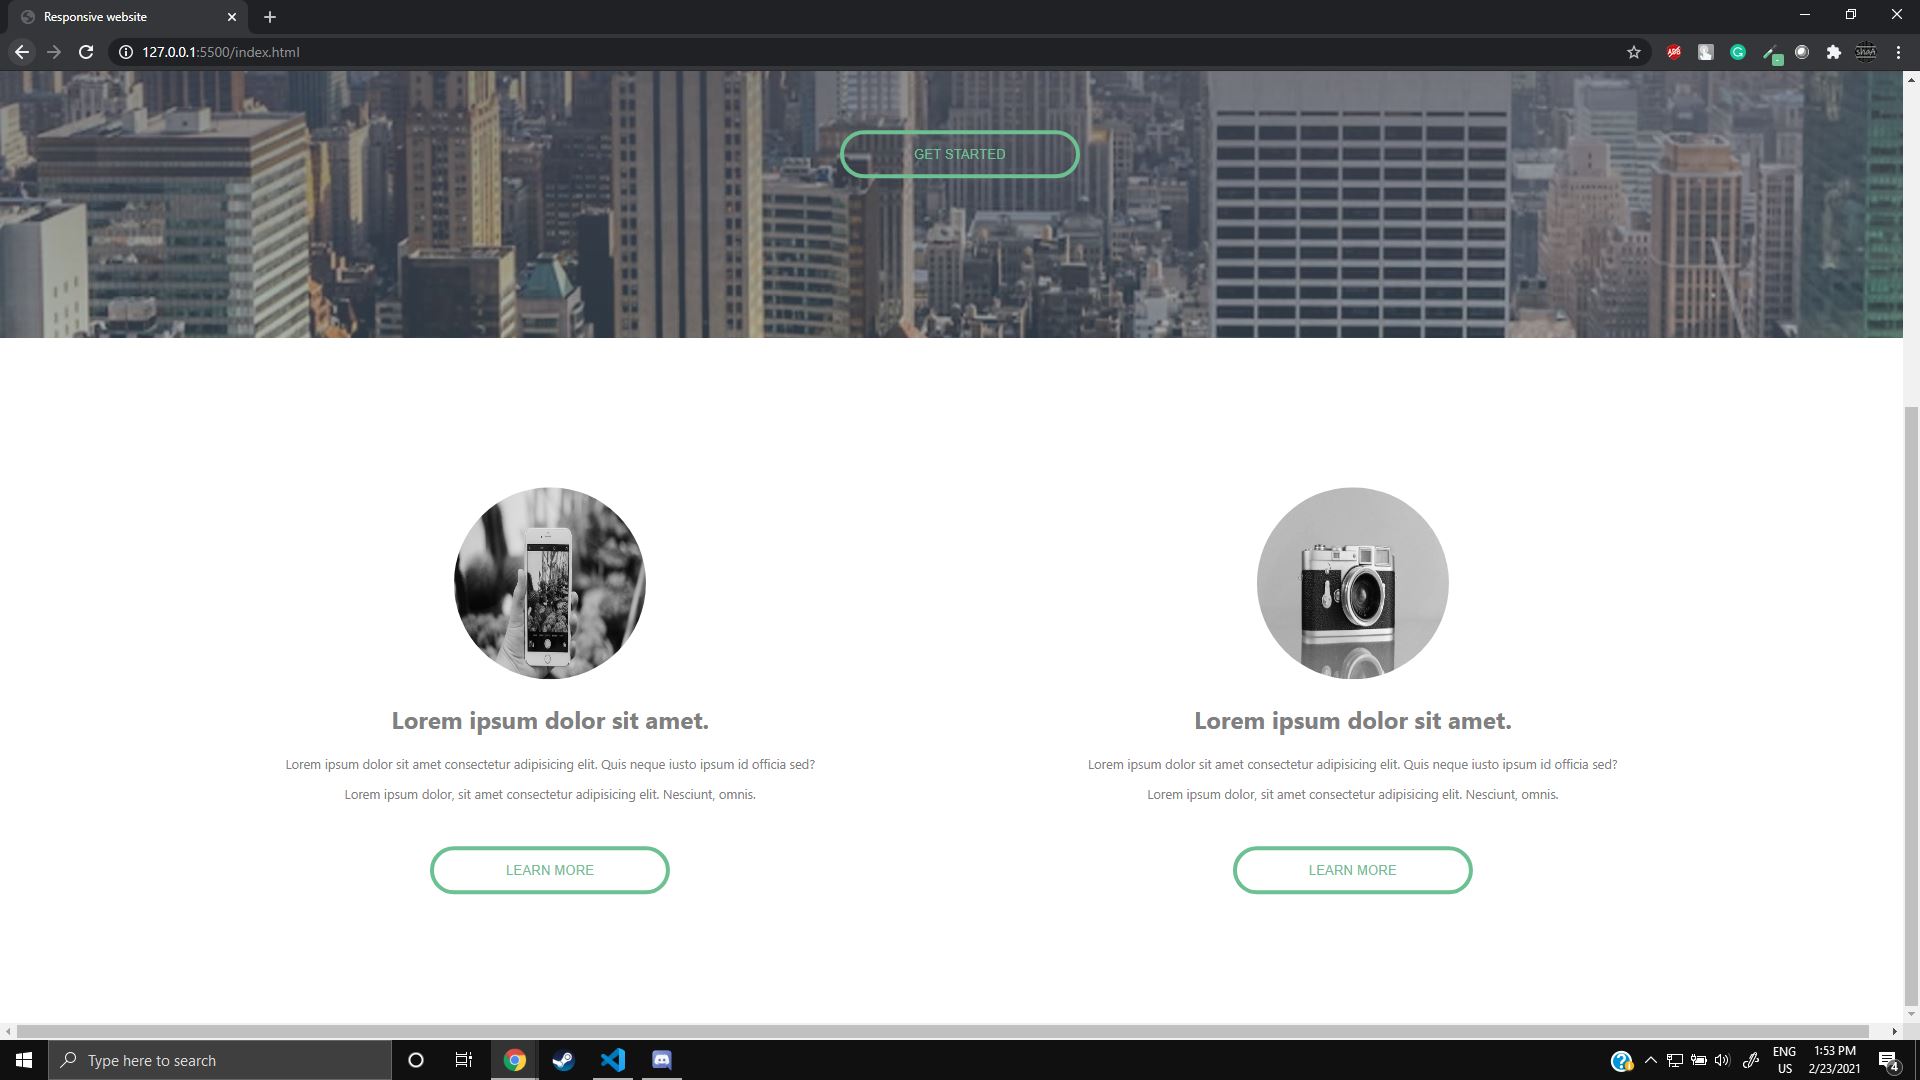 Responsive website
127.0.0.1:5500/index.html
ABP
GET STARTED
Lorem ipsum dolor sit amet.
Lorem ipsum dolor sit amet consectetur adipisicing elit. Quis neque iusto ipsum id officia sed?
Lorem ipsum dolor, sit amet consectetur adipisicing elit. Nesciunt, omnis.
LEARN MORE
Lorem ipsum dolor sit amet.
Lorem ipsum dolor sit amet consectetur adipisicing elit. Quis neque iusto ipsum id officia sed?
Lorem ipsum dolor, sit amet consectetur adipisicing elit. Nesciunt, omnis.
LEARN MORE
Type here to search
ENG
US
1:53 PM
2/23/2021
4